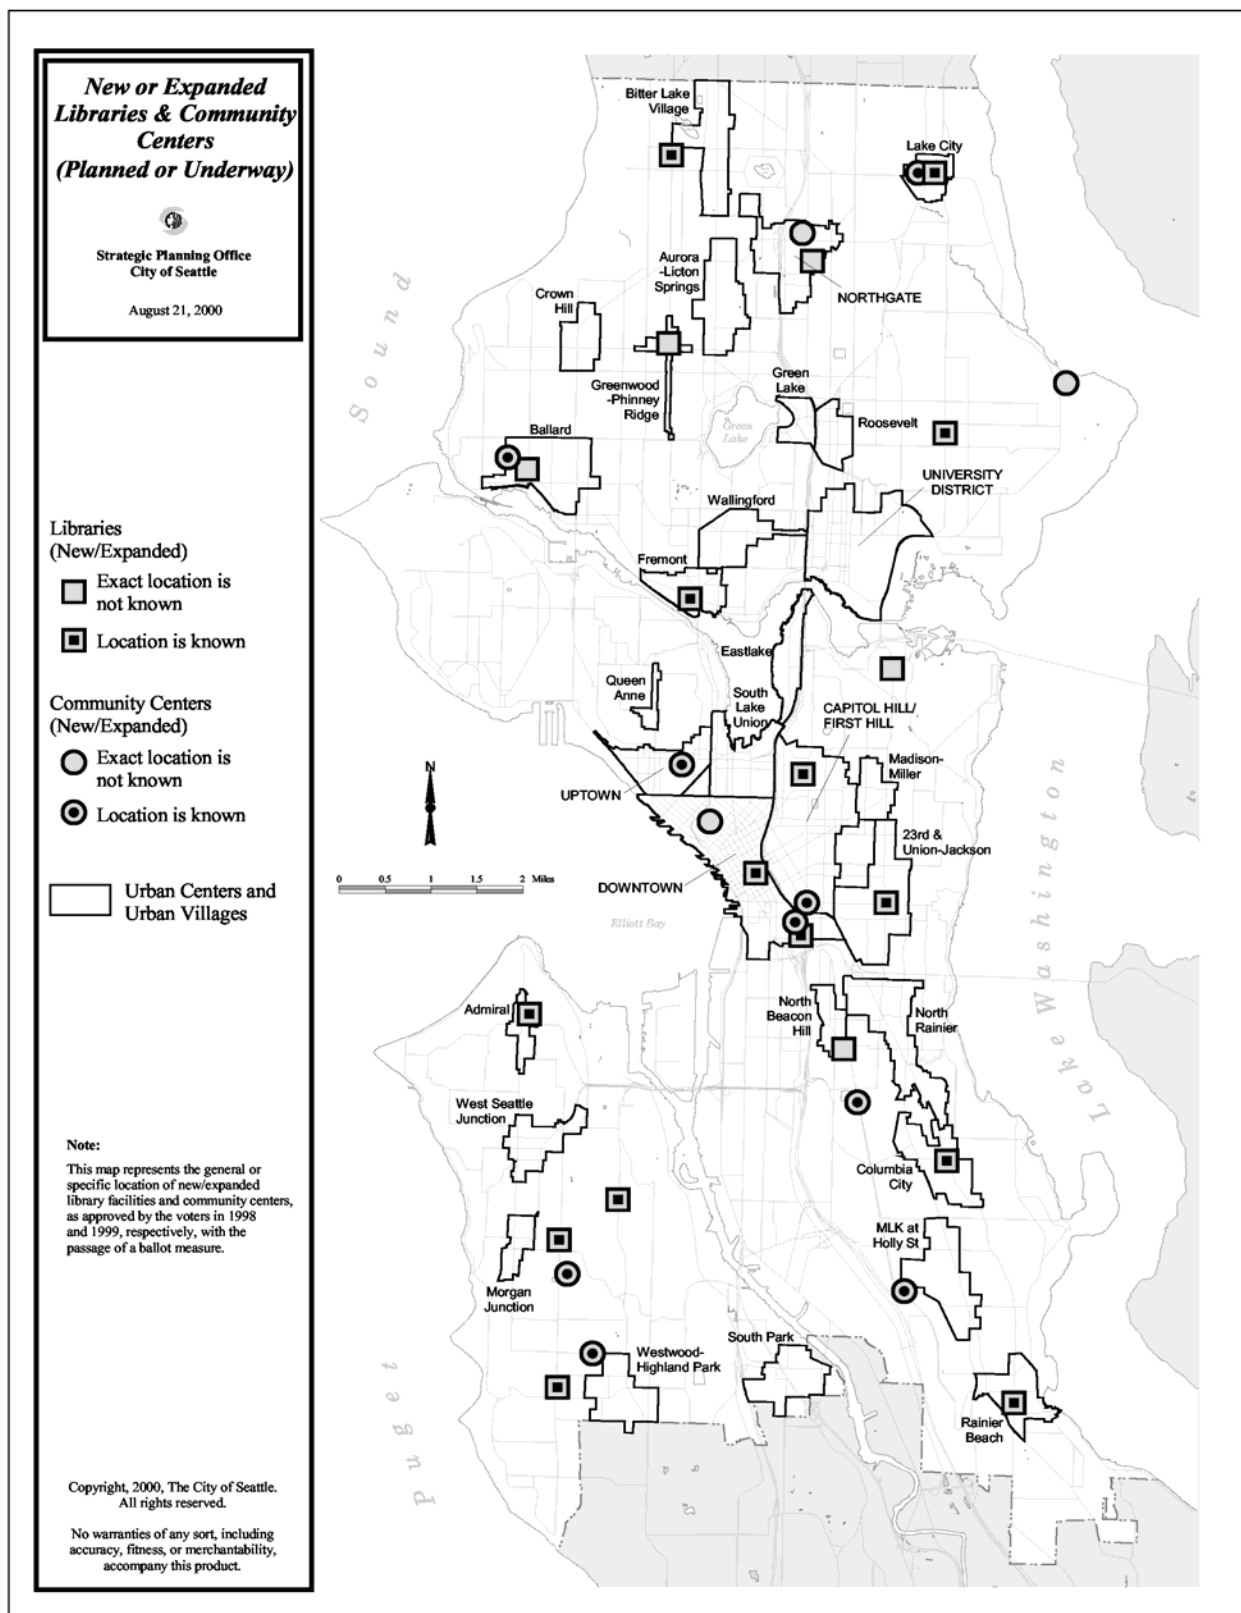 New or Expanded
Libraries & Community
Centers
(Planned or Underway)
Strategic Planning Office
City of Seattle
August 21, 2000
Libraries
(New/Expanded)
Exact location is
not known
Location is known
Community Centers
(New/Expanded)
Exact location is
not known
Location is known
Urban Centers and
Urban Villages
Note:
This map represents the general or
specific location of new/expanded
library facilities and community centers,
as approved by the voters in 1998
and 1999, respectively, with the
passage of a ballot measure.
Copyright, 2000, The City of Seattle.
All rights reserved.
No warranties of any sort, including
accuracy, fitness, or merchantability,
accompany this product.
Bitter Lake
Village
Lake City
Aurora
-Licton
Springs
NORTHGATE
Crown
Hill
Greenwood
-Phinney
Ridge
Green
Lake
Green
Lake
Roosevelt
Ballard
UNIVERSITY
DISTRICT
Wallingford
Fremont
Eastlake
Queen
Anne
South
Lake
Union
CAPITOL HILL/
FIRST HILL
Madison-
Miller
UPTOWN
23rd &
Union-Jackson
DOWNTOWN
N
0 0.5 1 1.5 2 Miles
Elliott Bay
Admiral
North
Beacon
Hill
North
Rainier
West Seattle
Junction
Columbia
City
MLK at
Holly St
Morgan
Junction
South Park
Westwood-
Highland Park
Rainier
Beach
Puget
Sound
Lake Washington